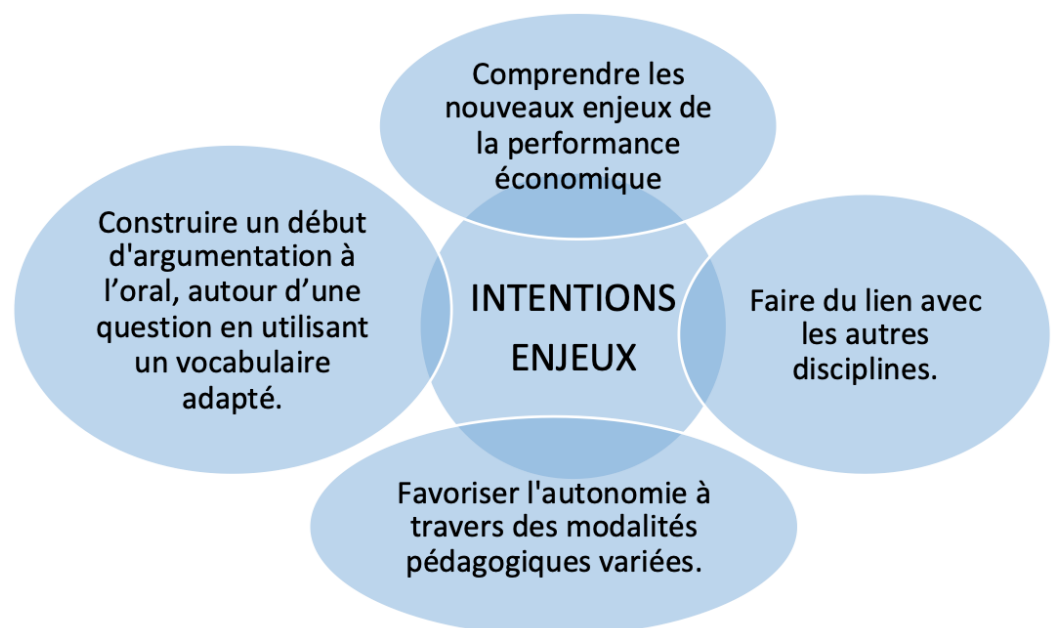 Comprendre les
nouveaux enjeux de
la performance
économique
Construire un début
d'argumentation à
l’oral, autour d’une
question en utilisant
un vocabulaire
adapté.
INTENTIONS
ENJEUX
Faire du lien avec
les autres
disciplines.
Favoriser l'autonomie à
travers des modalités
pédagogiques variées.